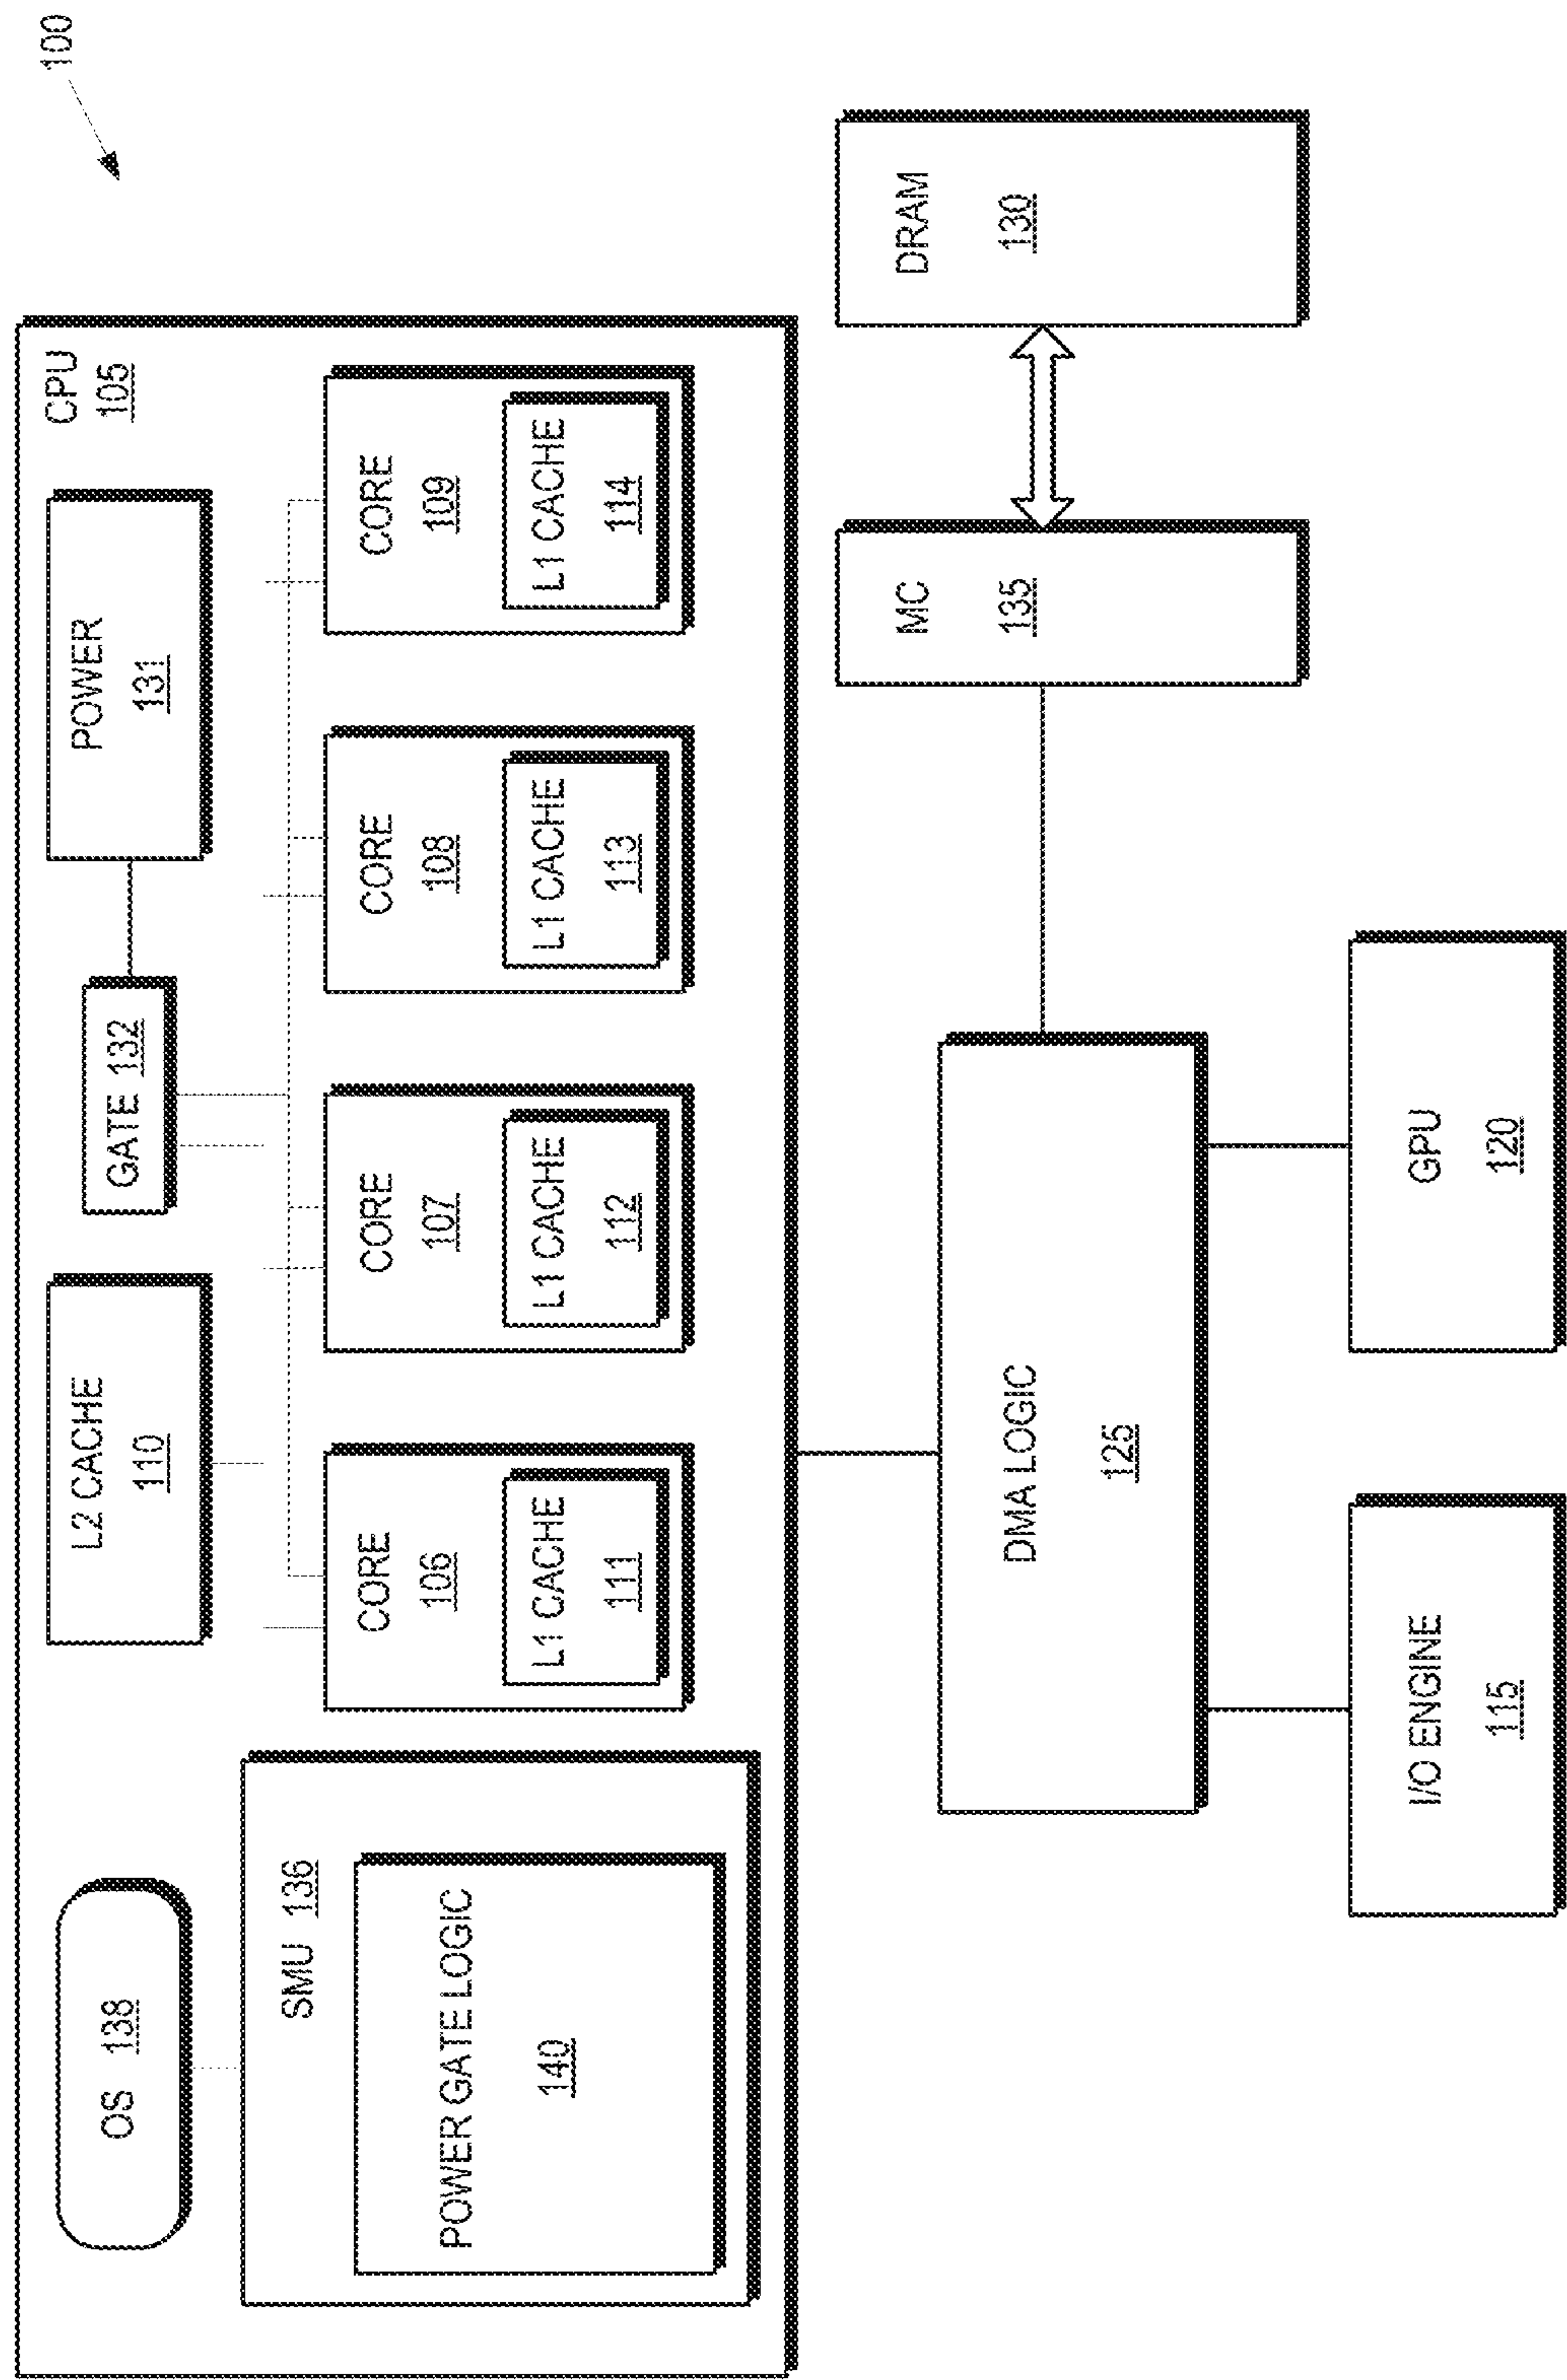 100
CPU
105
OS 138
L2 CACHE
110
GATE 132
POWER
131
SMU 136
POWER GATE LOGIC
140
CORE
106
L1 CACHE
111
CORE
107
L1 CACHE
112
CORE
108
L1 CACHE
113
CORE
109
L1 CACHE
114
DMA LOGIC
125
MC
135
DRAM
130
I/O ENGINE
115
GPU
120